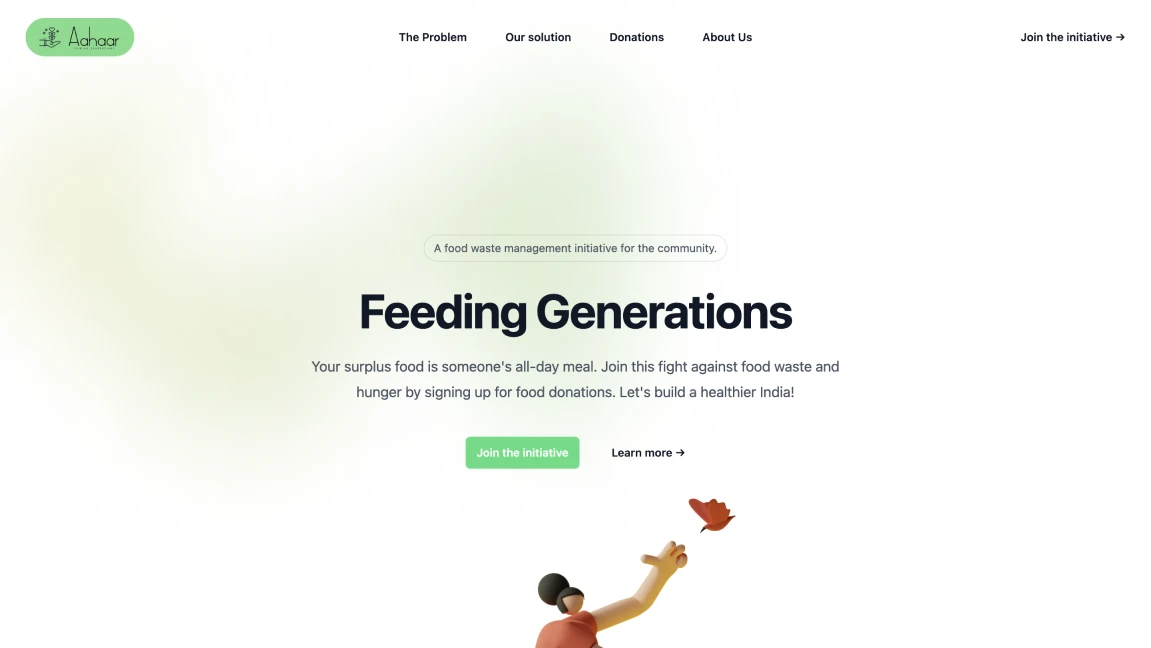 Aahaar
The Problem
Our solution
Donations
About Us
Join the initiative →
A food waste management initiative for the community.
Feeding Generations
Your surplus food is someone's all-day meal. Join this fight against food waste and
hunger by signing up for food donations. Let's build a healthier India!
Join the initiative
Learn more →